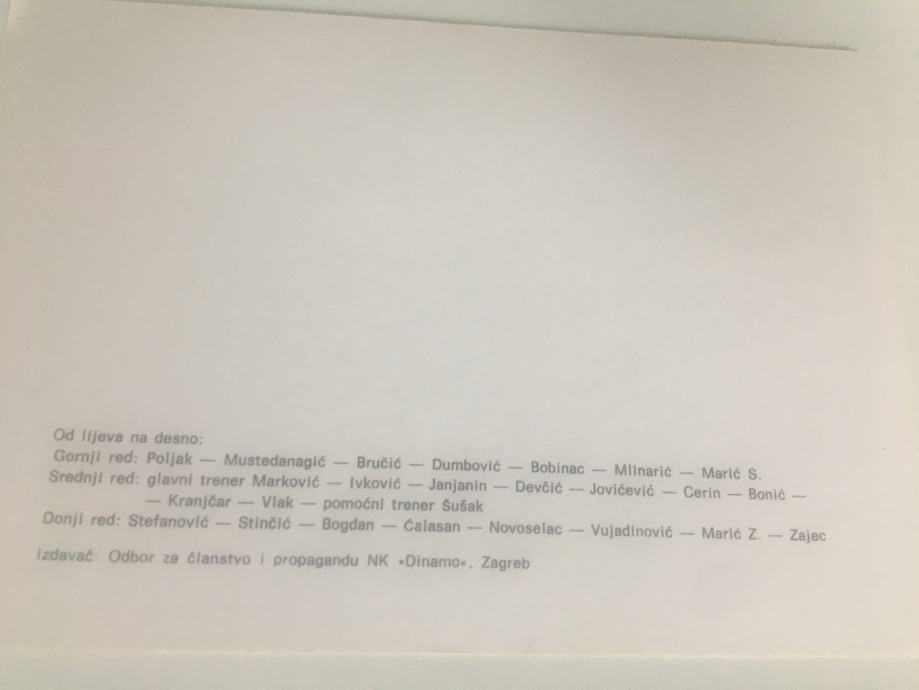 Od lijeva na desno:
Gornji red: Poljak — Mustedanagić — Bručić — Dumbović — Bobinac — Mlinarić — Marić S.
Srednji red: glavni trener Marković — Ivković — Janjanin — Devčić — Jovićević — Cerin — Bonić —
— Kranjčar — Vlak — pomoćni trener Šušak
Donji red: Stefanović — Stinčić — Bogdan — Ćalasan — Novoselac — Vujadinović — Marić Z. — Zajec
Izdavač: Odbor za članstvo i propagandu NK »Dinamo«, Zagreb